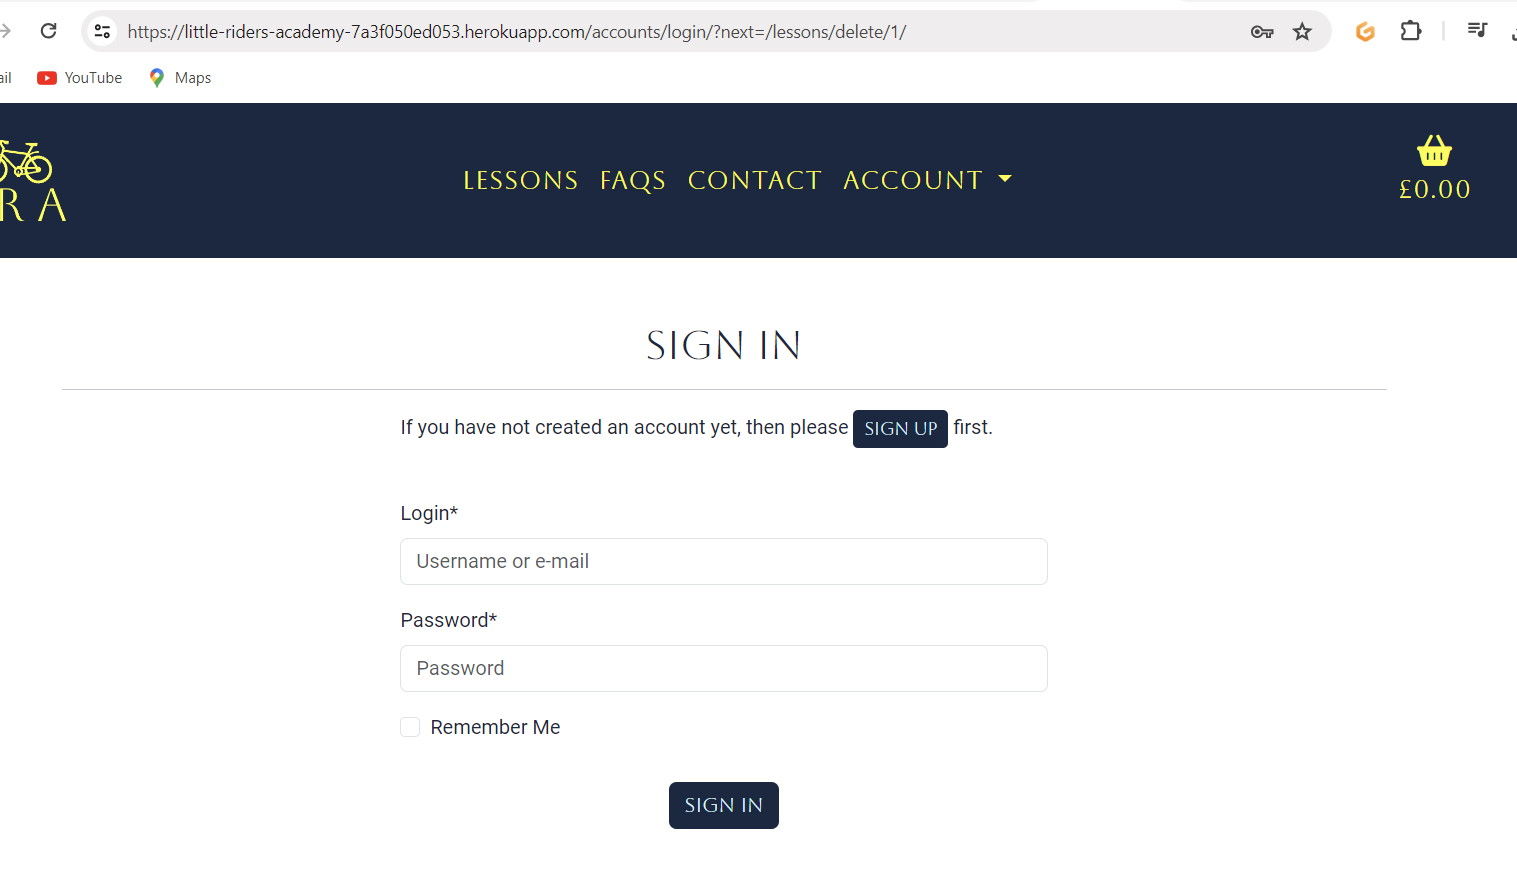 https://little-riders-academy-7a3f050ed053.herokuapp.com/accounts/login/?next=/lessons/delete/1/
ail YouTube Maps
RA
LESSONS FAQS CONTACT ACCOUNT
£0.00
SIGN IN
If you have not created an account yet, then please SIGN UP first.
Login*
Username or e-mail
Password*
Password
Remember Me
SIGN IN